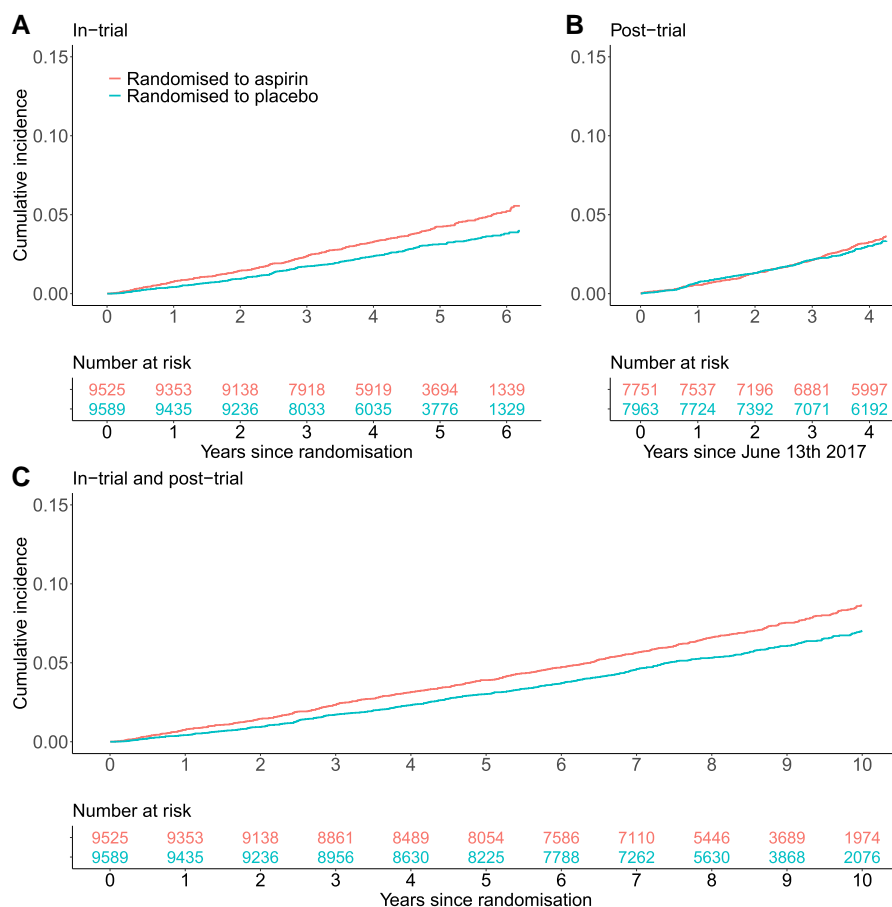 A
In−trial
0.15
0.10
0.05
0.00
Cumulative incidence
Randomised to aspirin
Randomised to placebo
0 1 2 3 4 5 6
Number at risk
9525 9353 9138 7918 5919 3694 1339
9589 9435 9236 8033 6035 3776 1329
0 1 2 3 4 5 6
Years since randomisation
B
Post−trial
0.15
0.10
0.05
0.00
0 1 2 3 4
Number at risk
7751 7537 7196 6881 5997
7963 7724 7392 7071 6192
0 1 2 3 4
Years since June 13th 2017
C
In−trial and post−trial
0.15
0.10
0.05
0.00
Cumulative incidence
0 1 2 3 4 5 6 7 8 9 10
Number at risk
9525 9353 9138 8861 8489 8054 7586 7110 5446 3689 1974
9589 9435 9236 8956 8630 8225 7788 7262 5630 3868 2076
0 1 2 3 4 5 6 7 8 9 10
Years since randomisation